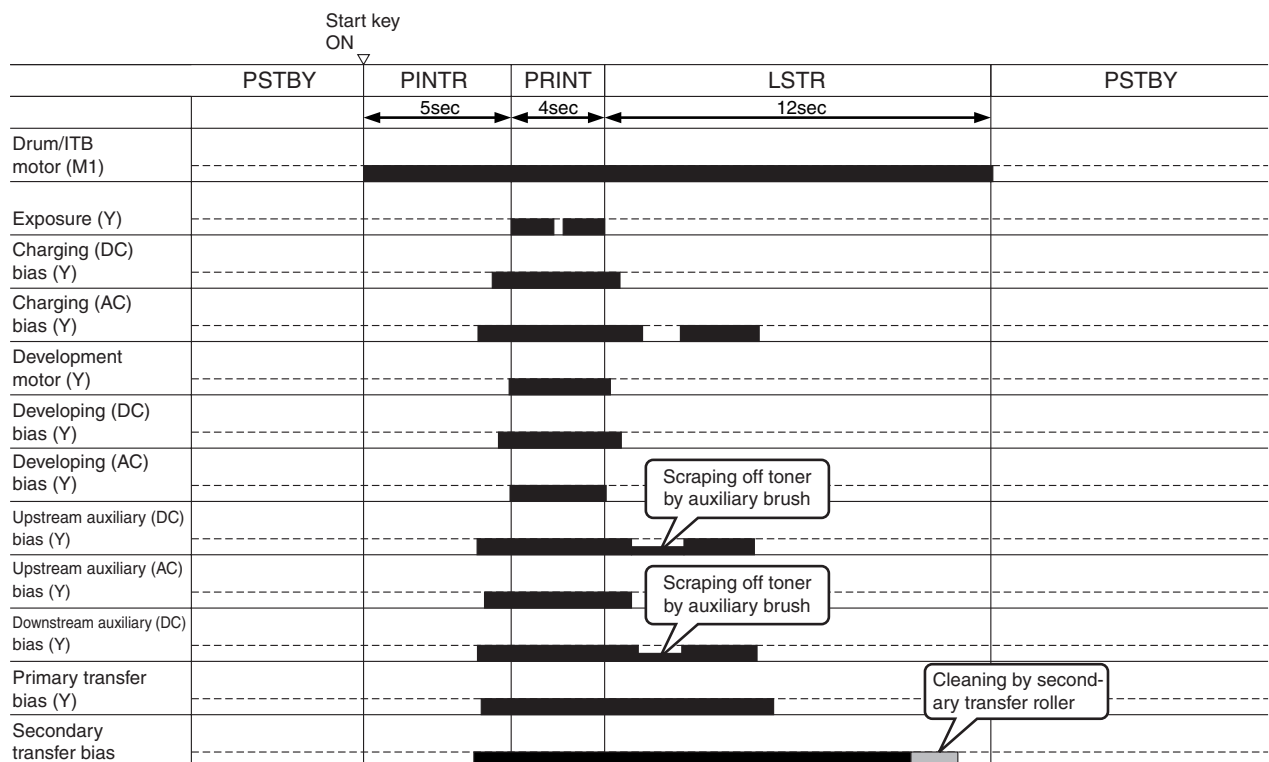 Start key
ON
PSTBY PINTR PRINT LSTR PSTBY
5sec 4sec 12sec
Drum/ITB
motor (M1)
Exposure (Y)
Charging (DC)
bias (Y)
Charging (AC)
bias (Y)
Development
motor (Y)
Developing (DC)
bias (Y)
Developing (AC)
bias (Y)
Scraping off toner
by auxiliary brush
Upstream auxiliary (DC)
bias (Y)
Upstream auxiliary (AC)
bias (Y)
Scraping off toner
by auxiliary brush
Downstream auxiliary (DC)
bias (Y)
Primary transfer
bias (Y)
Cleaning by second-
ary transfer roller
Secondary
transfer bias